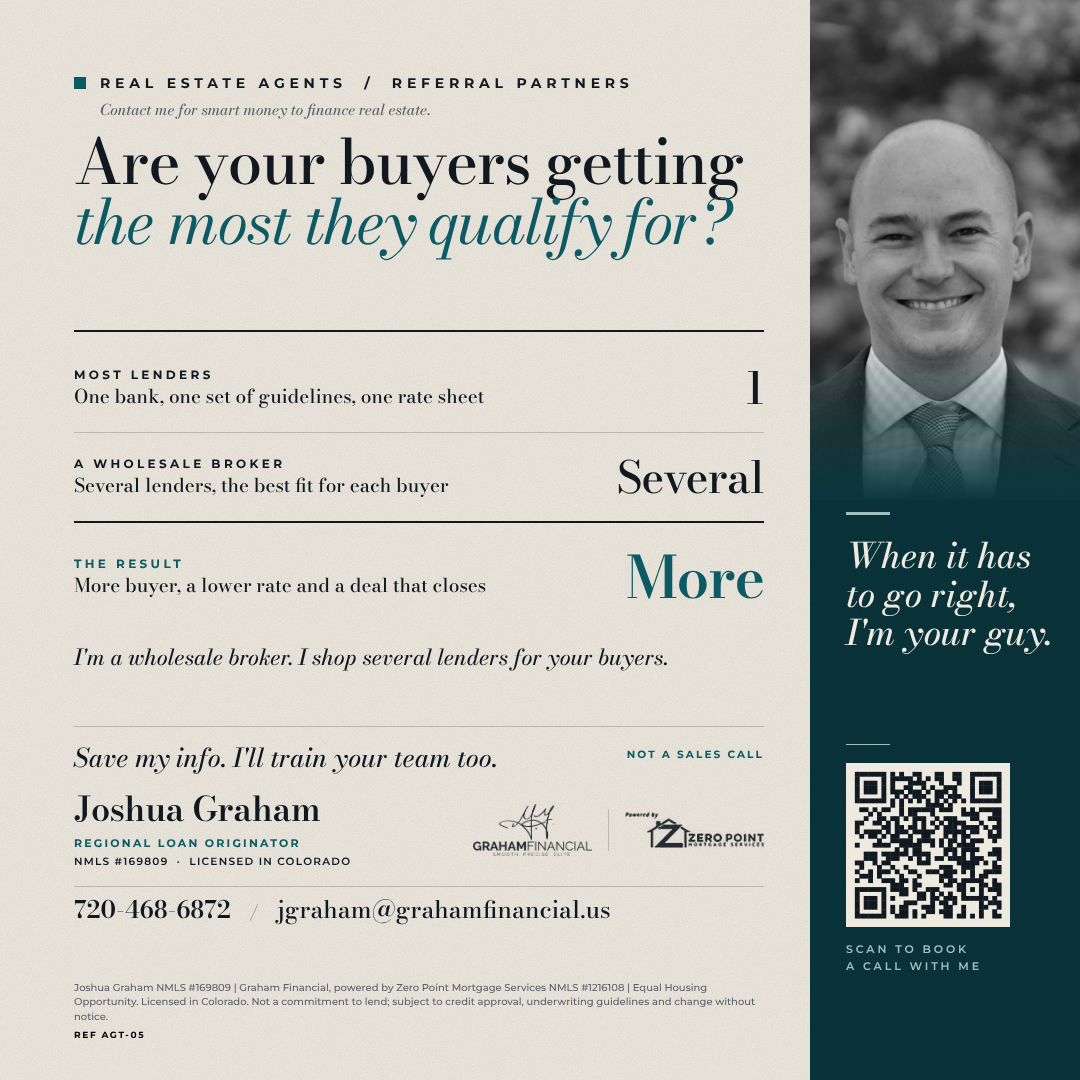 REAL ESTATE AGENTS / REFERRAL PARTNERS
Contact me for smart money to finance real estate.
Are your buyers getting
the most they qualify for?
MOST LENDERS
One bank, one set of guidelines, one rate sheet
1
A WHOLESALE BROKER
Several lenders, the best fit for each buyer
Several
THE RESULT
More buyer, a lower rate and a deal that closes
More
I'm a wholesale broker. I shop several lenders for your buyers.
Save my info. I'll train your team too.
NOT A SALES CALL
Joshua Graham
REGIONAL LOAN ORIGINATOR
NMLS #169809 · LICENSED IN COLORADO
GRAHAMFINANCIAL
SMOOTH. PRECISE. ELITE.
Powered by
ZERO POINT
MORTGAGE SERVICES
720-468-6872 / jgraham@grahamfinancial.us
Joshua Graham NMLS #169809 | Graham Financial, powered by Zero Point Mortgage Services NMLS #1216108 | Equal Housing
Opportunity. Licensed in Colorado. Not a commitment to lend; subject to credit approval, underwriting guidelines and change without
notice.
REF AGT-05
When it has
to go right,
I'm your guy.
SCAN TO BOOK
A CALL WITH ME